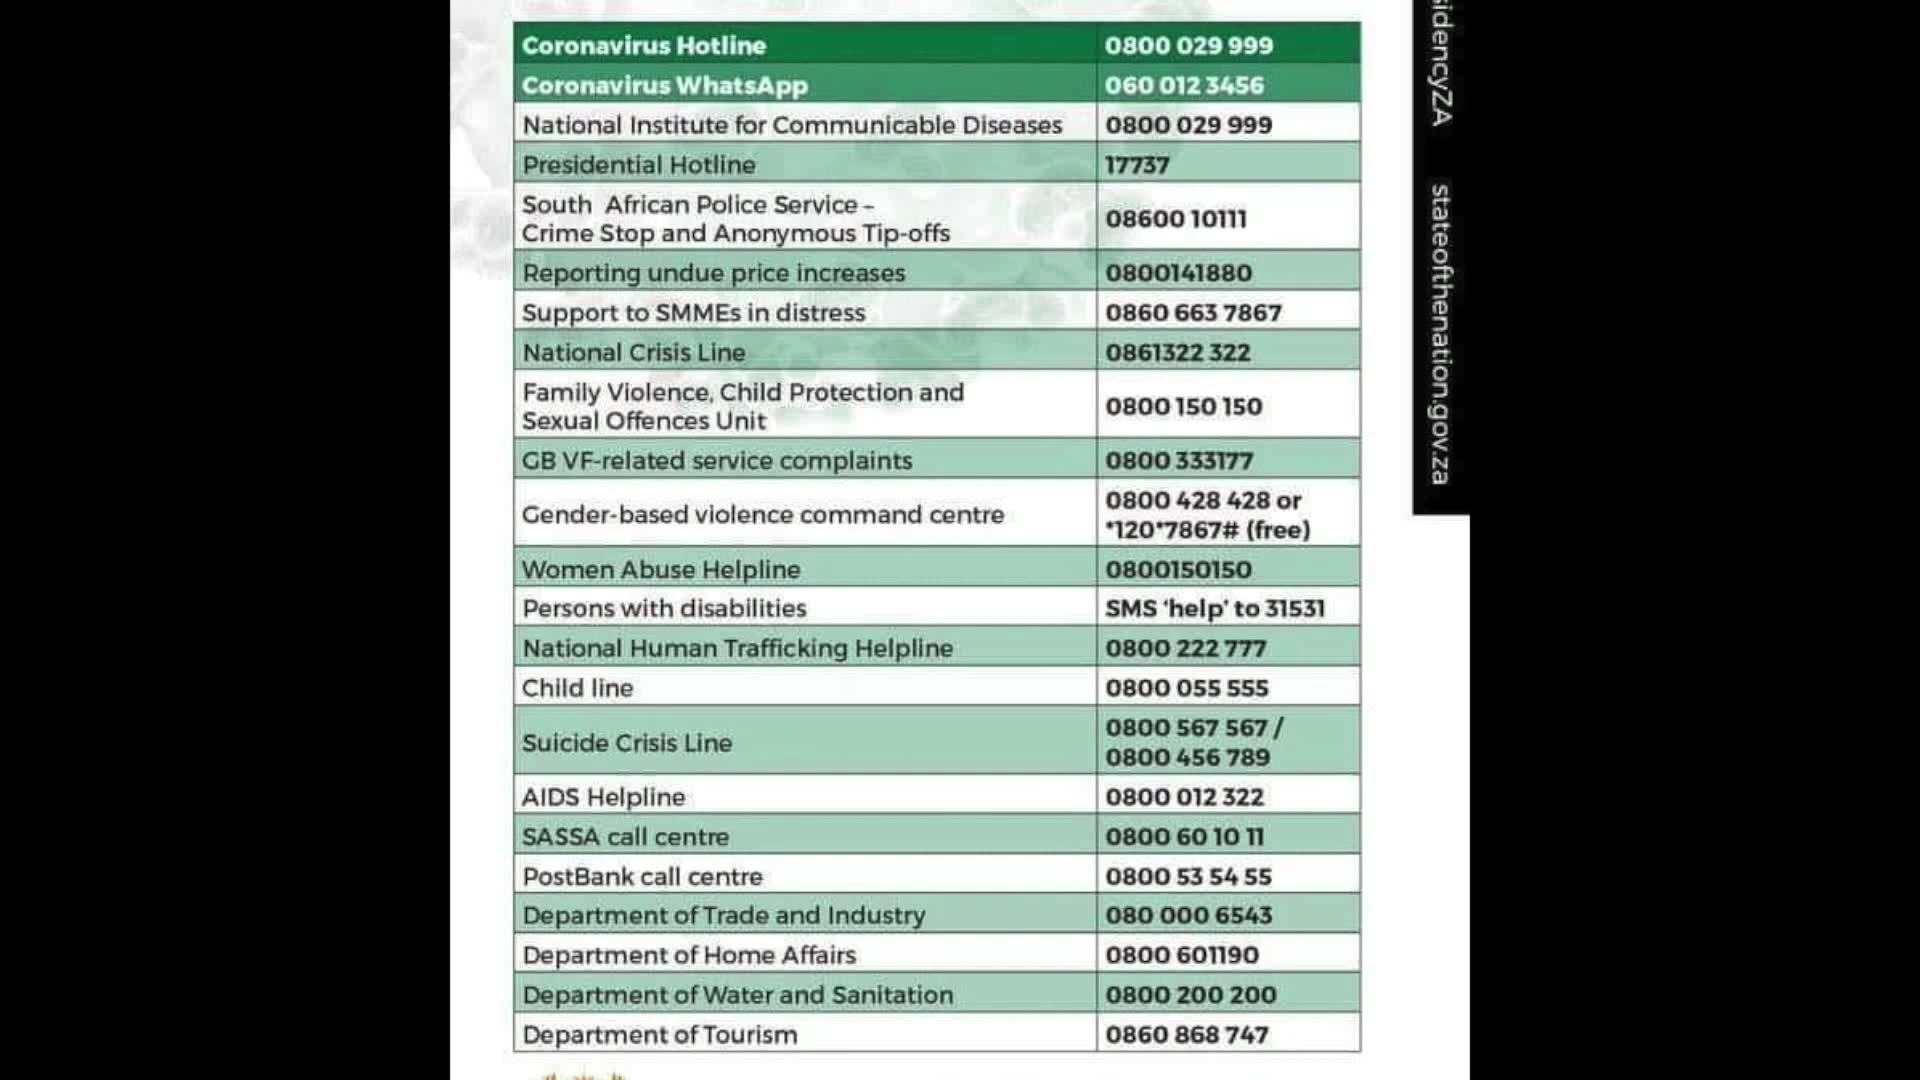 Coronavirus Hotline 0800 029 999
Coronavirus WhatsApp 060 012 3456
National Institute for Communicable Diseases 0800 029 999
Presidential Hotline 17737
South African Police Service –
Crime Stop and Anonymous Tip-offs 08600 10111
Reporting undue price increases 0800141880
Support to SMMEs in distress 0860 663 7867
National Crisis Line 0861322 322
Family Violence, Child Protection and
Sexual Offences Unit 0800 150 150
GB VF-related service complaints 0800 333177
Gender-based violence command centre 0800 428 428 or
*120*7867# (free)
Women Abuse Helpline 0800150150
Persons with disabilities SMS ‘help’ to 31531
National Human Trafficking Helpline 0800 222 777
Child line 0800 055 555
Suicide Crisis Line 0800 567 567 /
0800 456 789
AIDS Helpline 0800 012 322
SASSA call centre 0800 60 10 11
PostBank call centre 0800 53 54 55
Department of Trade and Industry 080 000 6543
Department of Home Affairs 0800 601190
Department of Water and Sanitation 0800 200 200
Department of Tourism 0860 868 747
sidencyZA stateofthenation.gov.za